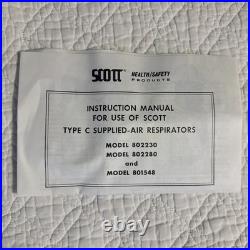 SCOTT HEALTH/SAFETY
PRODUCTS
INSTRUCTION MANUAL
FOR USE OF SCOTT
TYPE C SUPPLIED-AIR RESPIRATORS
MODEL 802230
MODEL 802280
and
MODEL 801548